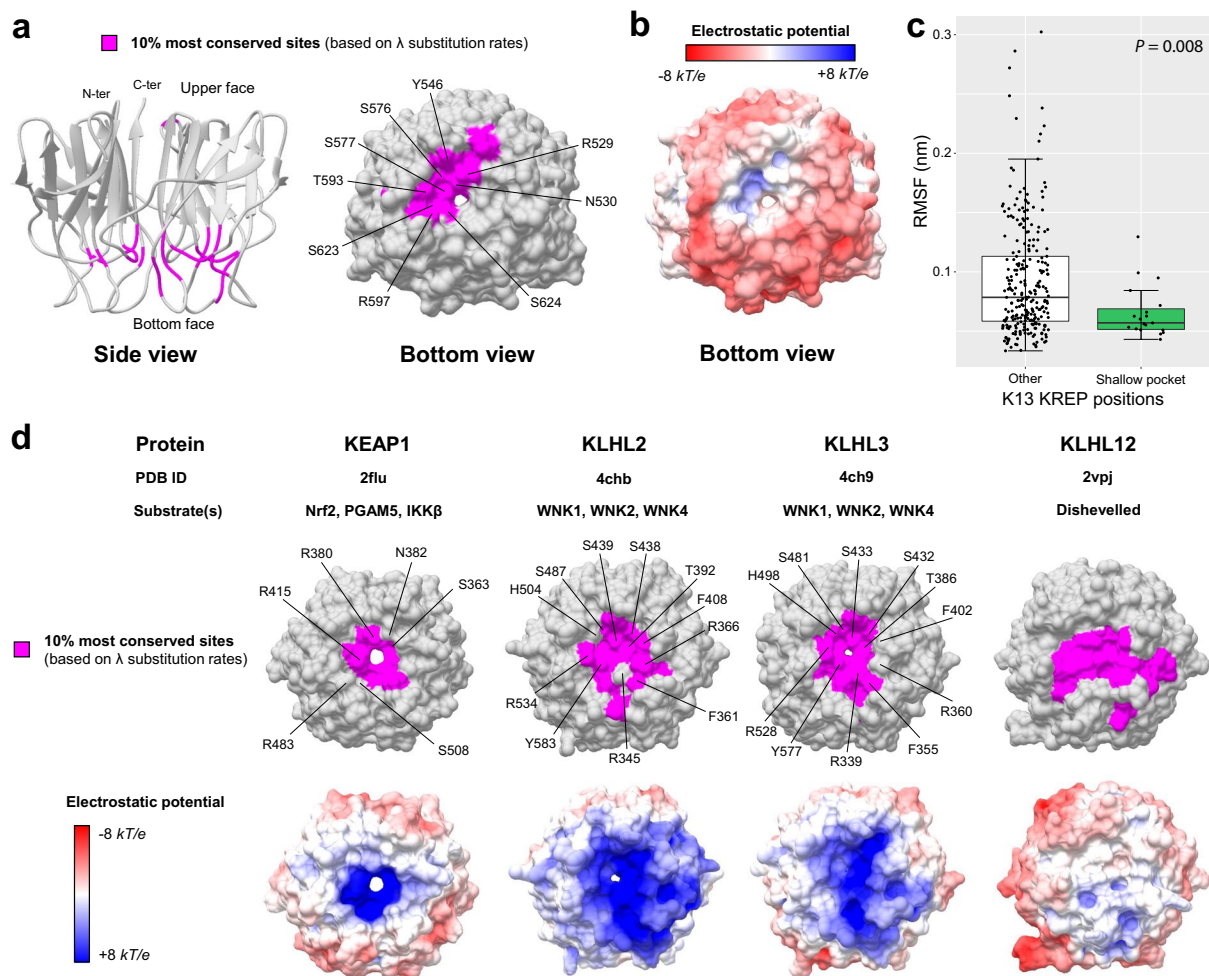 a
10% most conserved sites (based on λ substitution rates)
N-ter
C-ter
Upper face
Bottom face
Side view
Y546
S576
S577
T593
S623
R597
R529
N530
S624
Bottom view
b
Electrostatic potential
-8 kT/e
+8 kT/e
Bottom view
c
P = 0.008
0.3
0.2
0.1
RMSF (nm)
Other
Shallow pocket
K13 KREP positions
d
Protein
KEAP1
KLHL2
KLHL3
KLHL12
PDB ID
2flu
4chb
4ch9
2vpj
Substrate(s)
Nrf2, PGAM5, IKKβ
WNK1, WNK2, WNK4
WNK1, WNK2, WNK4
Dishevelled
10% most conserved sites
(based on λ substitution rates)
R380
N382
R415
S363
R483
S508
S439
S438
S487
T392
H504
F408
R366
R534
F361
Y583
R345
S481
S433
S432
H498
T386
F402
R528
R360
Y577
F355
R339
Electrostatic potential
-8 kT/e
+8 kT/e